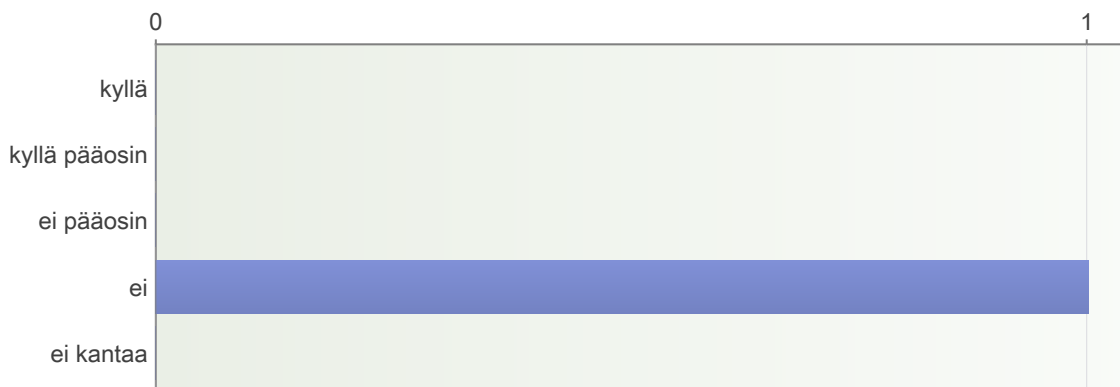 0 1
kyllä
kyllä pääosin
ei pääosin
ei
ei kantaa